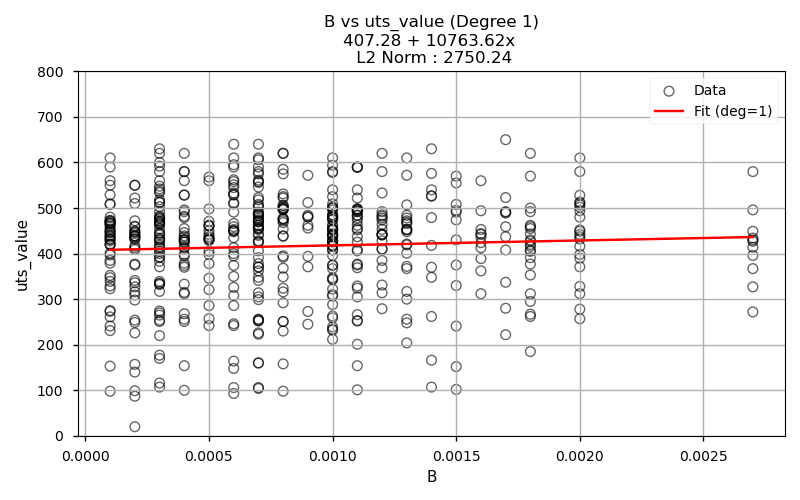 B vs uts_value (Degree 1)
407.28 + 10763.62x
L2 Norm : 2750.24
800
700
600
500
400
300
200
100
0
uts_value
Data
Fit (deg=1)
0.0000 0.0005 0.0010 0.0015 0.0020 0.0025
B